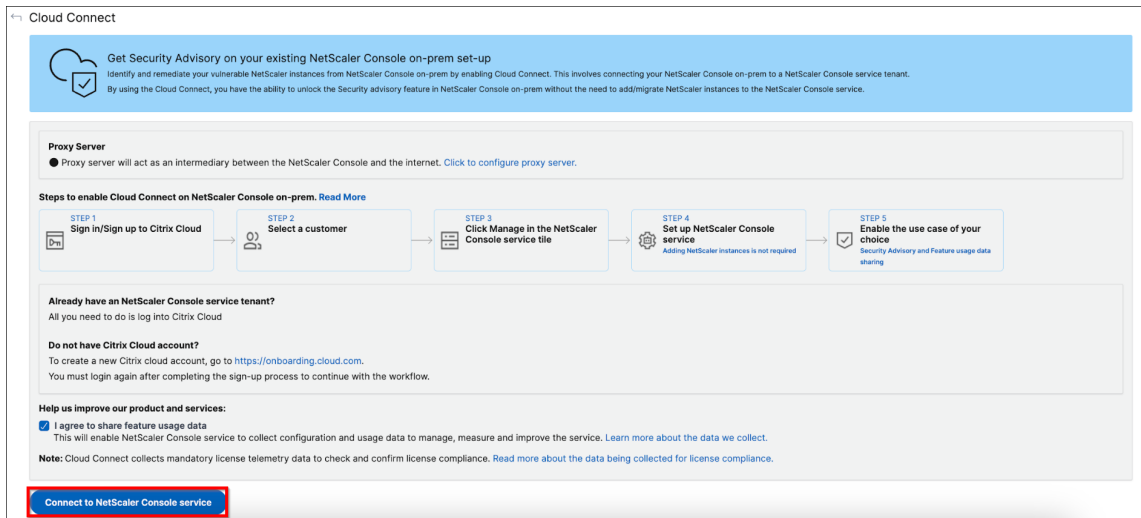 Cloud Connect
Get Security Advisory on your existing NetScaler Console on-prem set-up
Identify and remediate your vulnerable NetScaler instances from NetScaler Console on-prem by enabling Cloud Connect. This involves connecting your NetScaler Console on-prem to a NetScaler Console service tenant.
By using the Cloud Connect, you have the ability to unlock the Security advisory feature in NetScaler Console on-prem without the need to add/migrate NetScaler instances to the NetScaler Console service.
Proxy Server
Proxy server will act as an intermediary between the NetScaler Console and the internet. Click to configure proxy server.
Steps to enable Cloud Connect on NetScaler Console on-prem. Read More
STEP 1
Sign in/Sign up to Citrix Cloud
STEP 2
Select a customer
STEP 3
Click Manage in the NetScaler
Console service tile
STEP 4
Set up NetScaler Console
service
Adding NetScaler instances is not required
STEP 5
Enable the use case of your
choice
Security Advisory and Feature usage data
sharing
Already have an NetScaler Console service tenant?
All you need to do is log into Citrix Cloud
Do not have Citrix Cloud account?
To create a new Citrix cloud account, go to https://onboarding.cloud.com.
You must login again after completing the sign-up process to continue with the workflow.
Help us improve our product and services:
I agree to share feature usage data
This will enable NetScaler Console service to collect configuration and usage data to manage, measure and improve the service. Learn more about the data we collect.
Note: Cloud Connect collects mandatory license telemetry data to check and confirm license compliance. Read more about the data being collected for license compliance.
Connect to NetScaler Console service